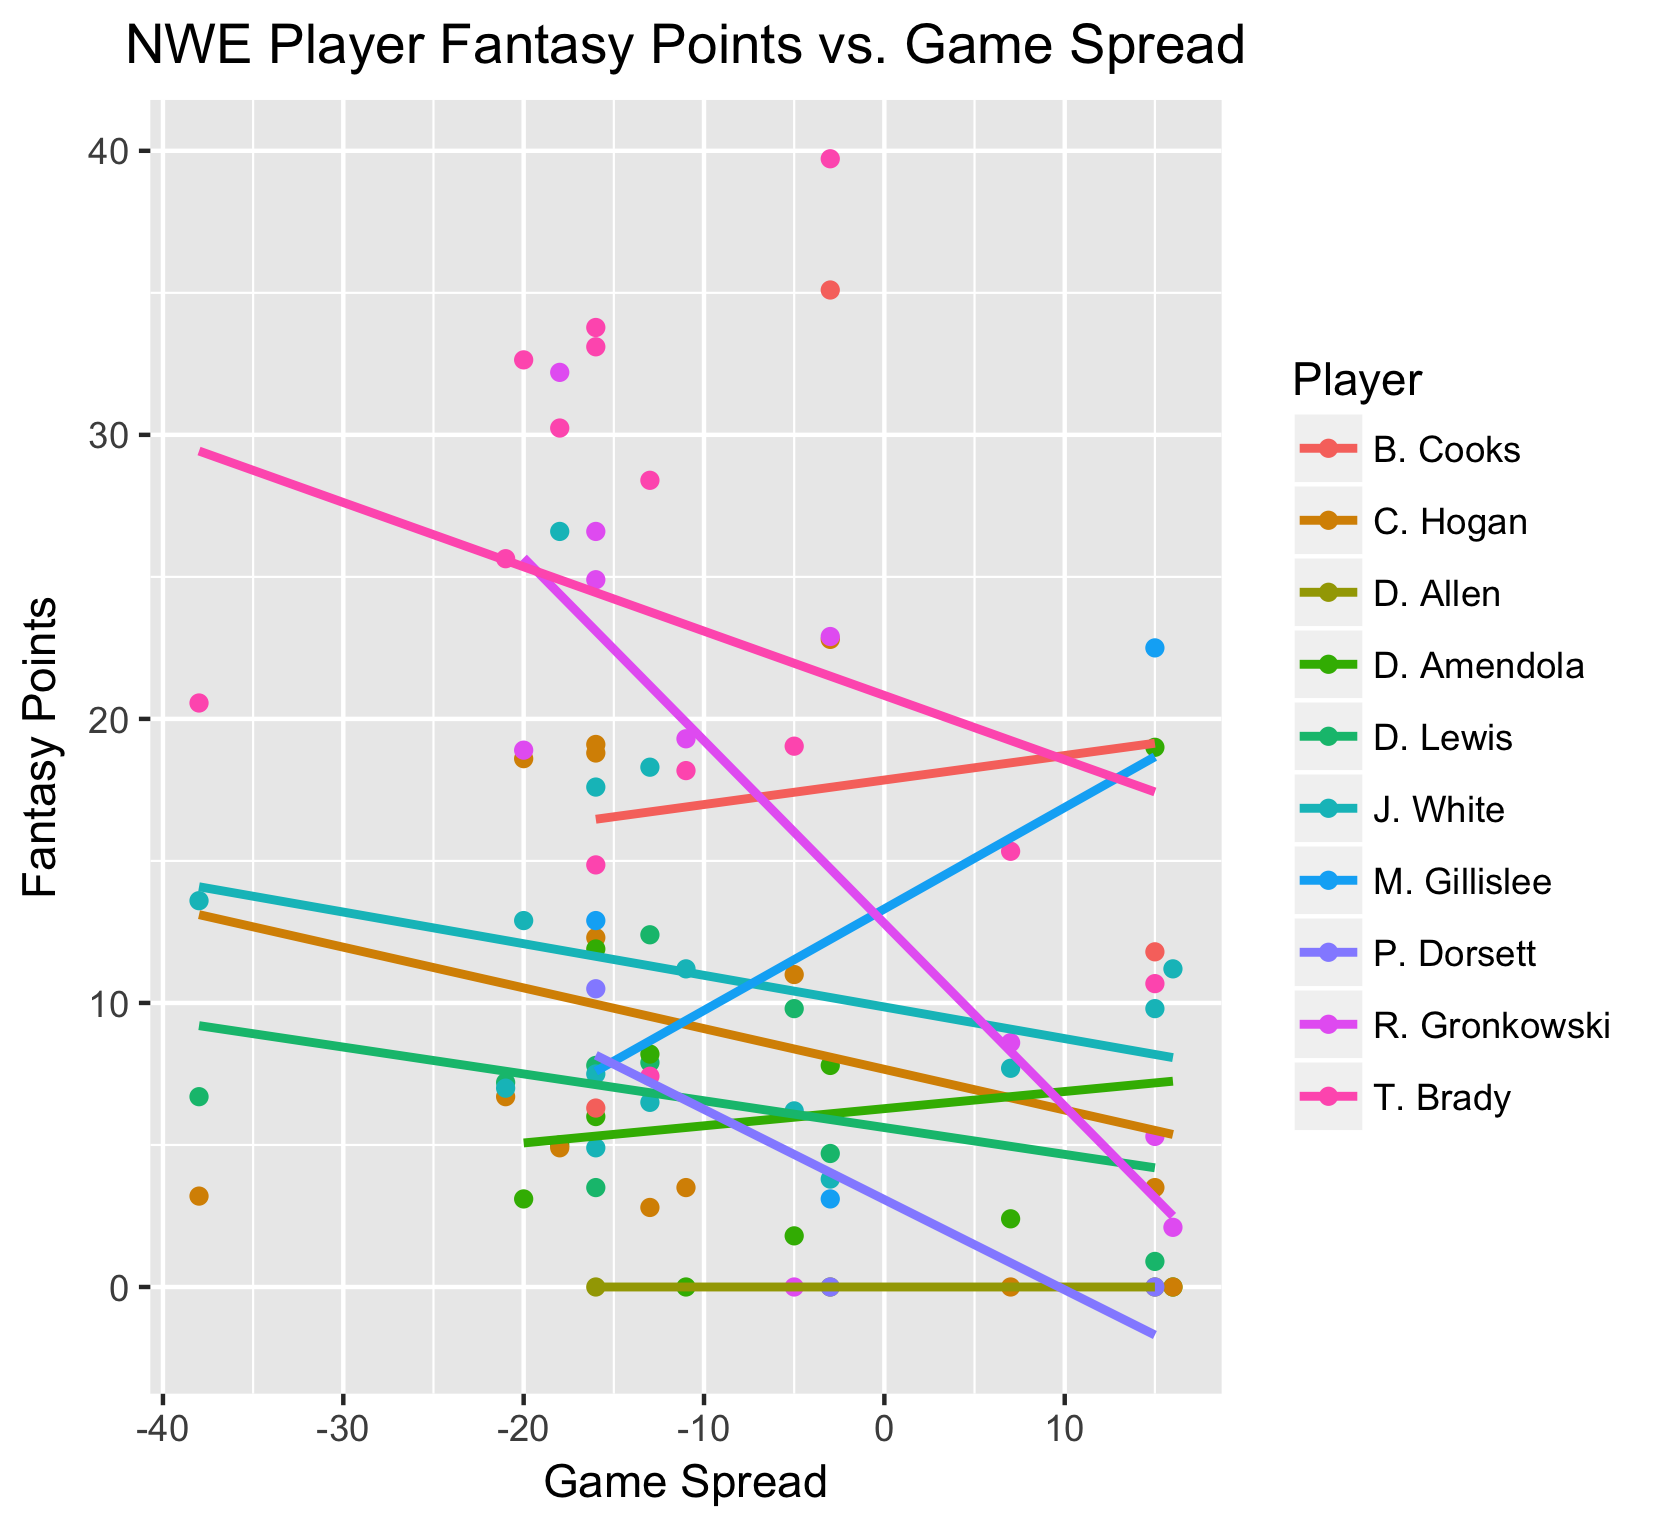 NWE Player Fantasy Points vs. Game Spread
Fantasy Points
40
30
20
10
0
-40 -30 -20 -10 0 10
Game Spread
Player
B. Cooks
C. Hogan
D. Allen
D. Amendola
D. Lewis
J. White
M. Gillislee
P. Dorsett
R. Gronkowski
T. Brady